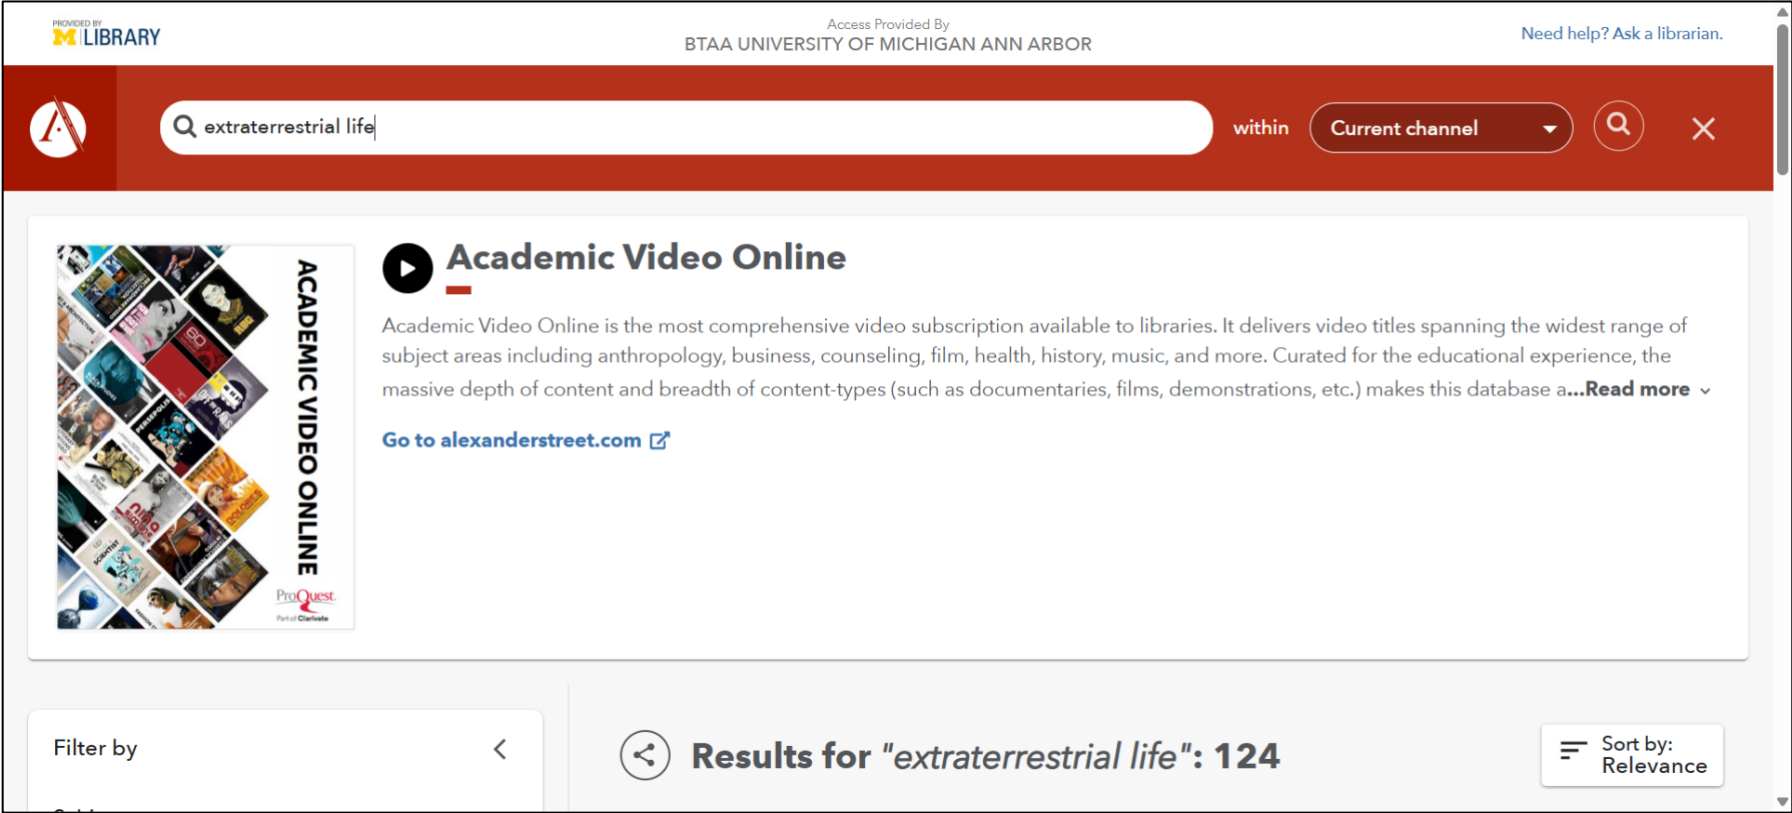 PROVIDED BY
M LIBRARY
Access Provided By
BTAA UNIVERSITY OF MICHIGAN ANN ARBOR
Need help? Ask a librarian.
extraterrestrial life
within
Current channel
ACADEMIC VIDEO ONLINE
ProQuest
Part of Clarivate
Academic Video Online
Academic Video Online is the most comprehensive video subscription available to libraries. It delivers video titles spanning the widest range of
subject areas including anthropology, business, counseling, film, health, history, music, and more. Curated for the educational experience, the
massive depth of content and breadth of content-types (such as documentaries, films, demonstrations, etc.) makes this database a...Read more
Go to alexanderstreet.com
Filter by
Results for "extraterrestrial life": 124
Sort by:
Relevance